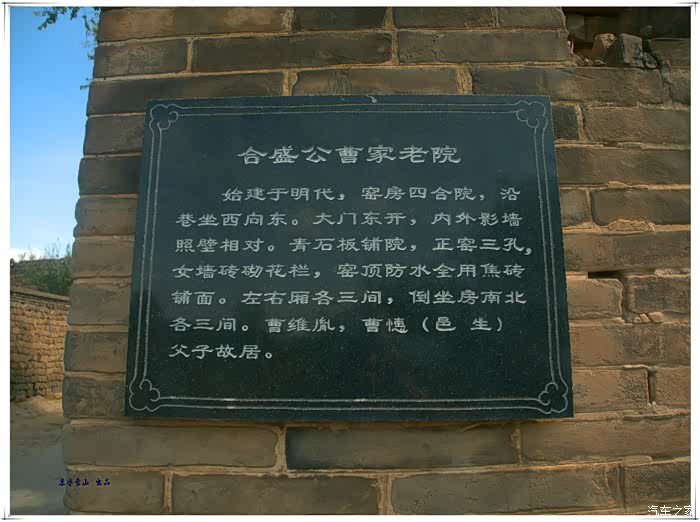 合盛公曹家老院
始建于明代，窑房四合院，沿
巷坐西向东。大门东开，内外影墙
照壁相对。青石板铺院，正窑三孔，
女墙砖砌花栏，窑顶防水全用焦砖
铺面。左右厢各三间，倒坐房南北
各三间。曹维胤，曹憓（邑 生）
父子故居。
出品
汽车之家